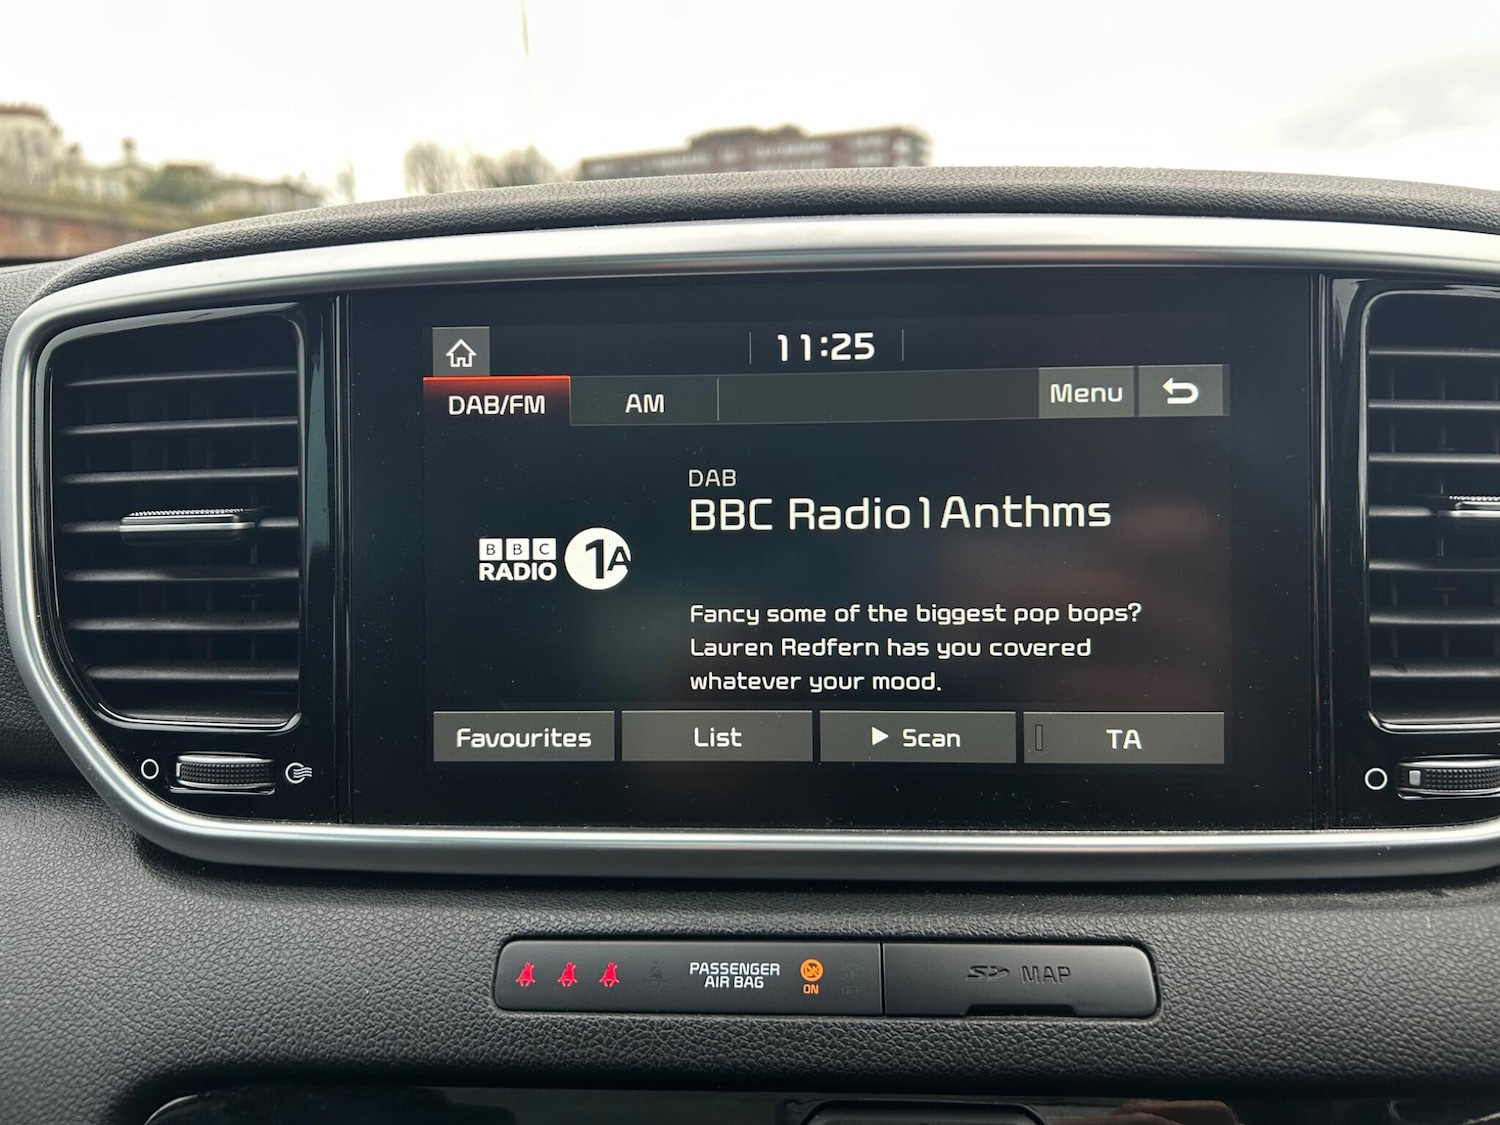 11:25
DAB/FM
AM
Menu
DAB
BBC Radio1Anthms
BBC
RADIO
1A
Fancy some of the biggest pop bops?
Lauren Redfern has you covered
whatever your mood.
Favourites
List
Scan
TA
PASSENGER
AIR BAG
ON
SD MAP